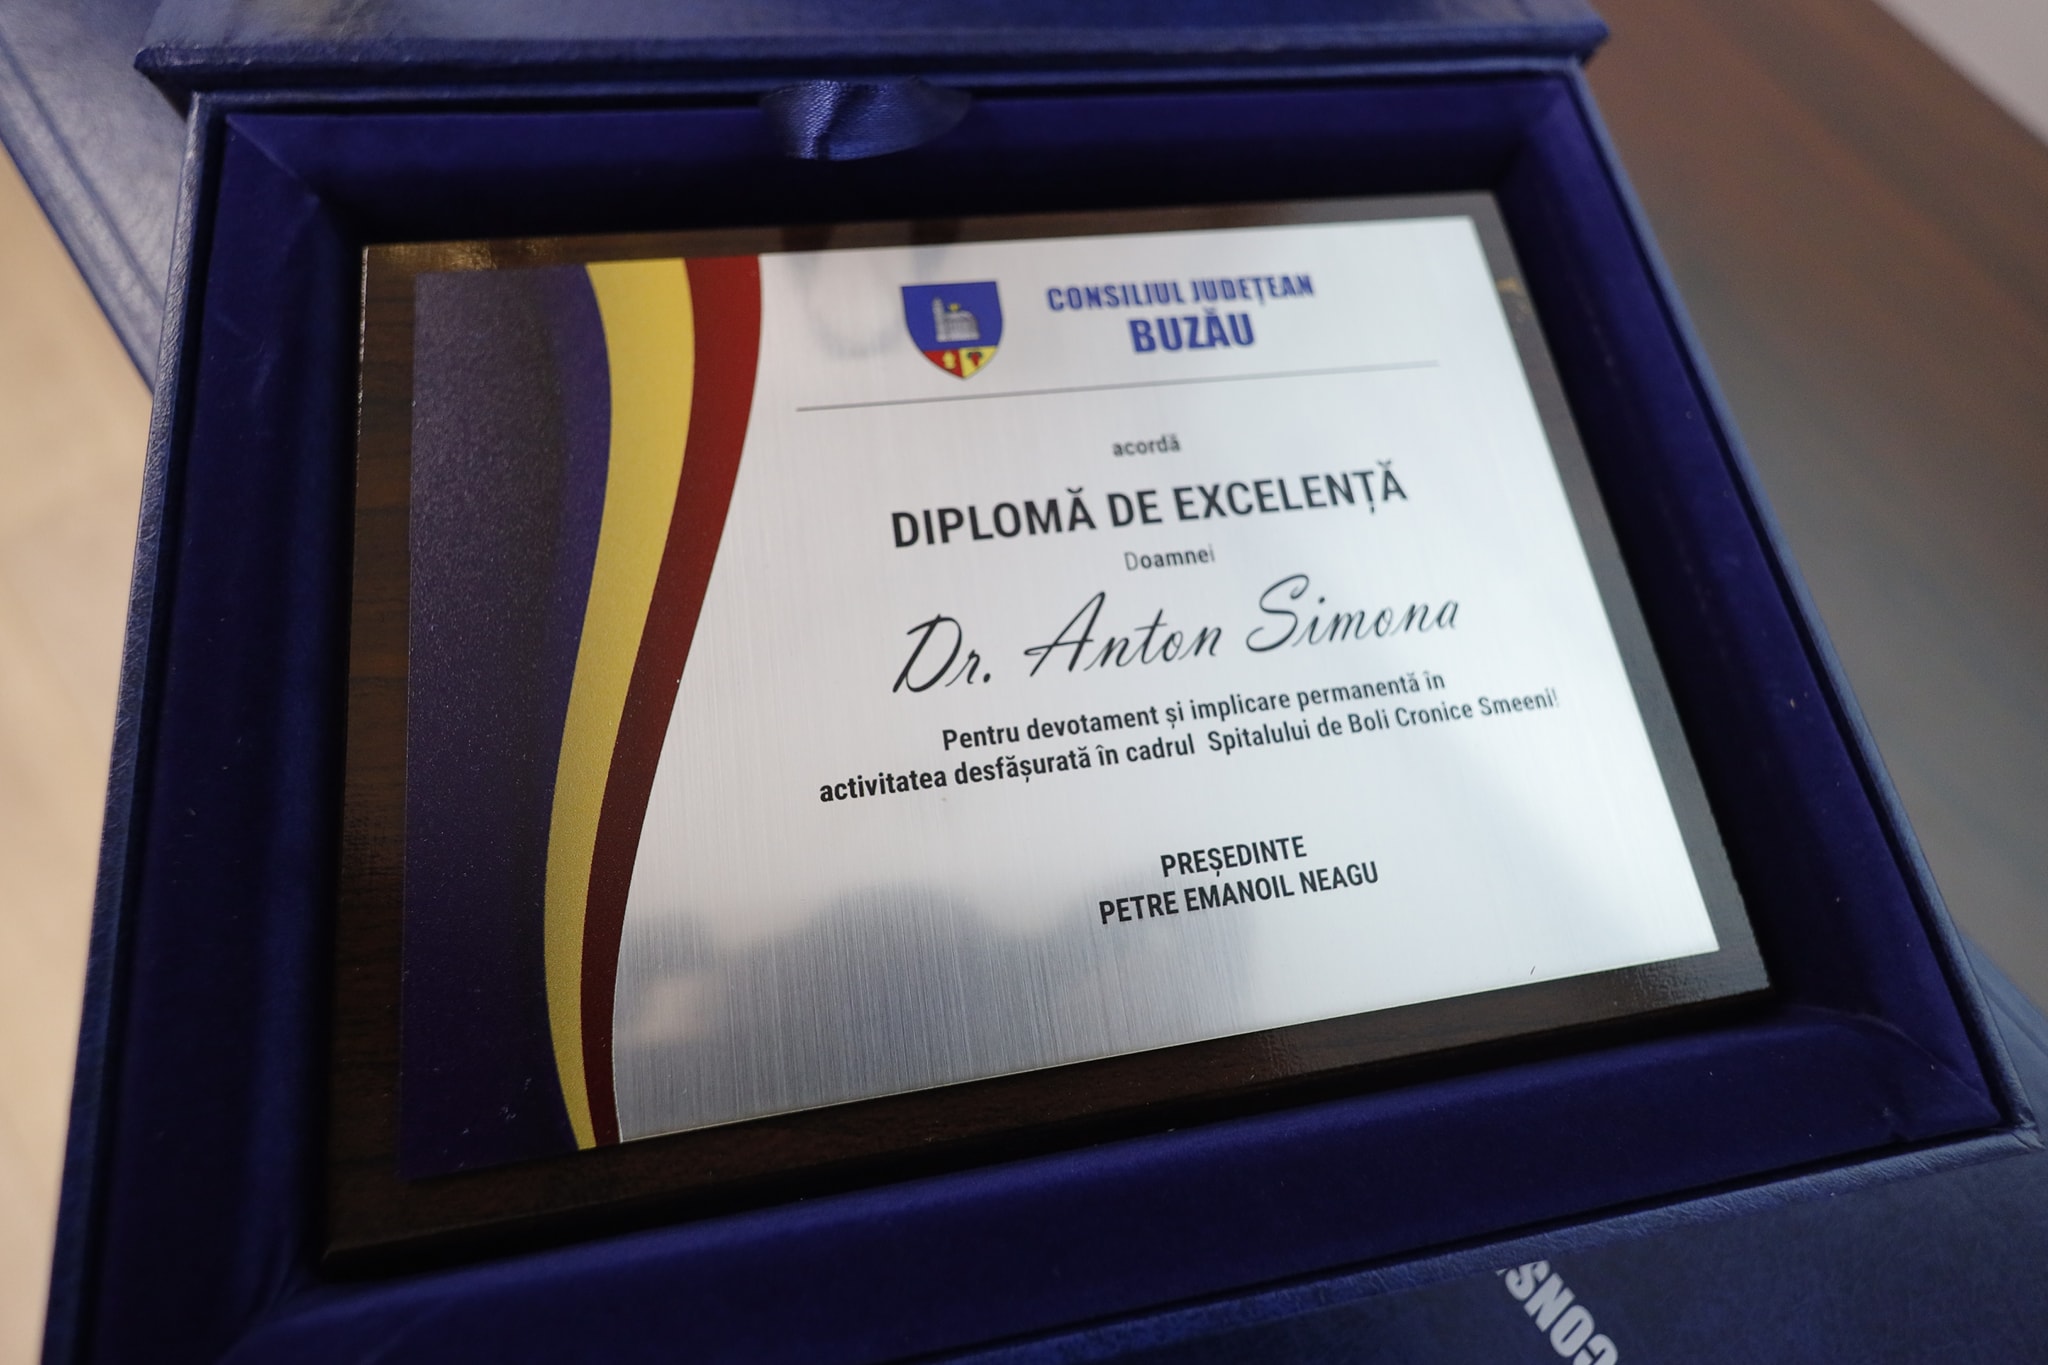 CONSILIUL JUDEȚEAN
BUZĂU
acordă
DIPLOMĂ DE EXCELENȚĂ
Doamnei
Dr. Anton Simona
Pentru devotament și implicare permanentă în
activitatea desfășurată în cadrul Spitalului de Boli Cronice Smeeni!
PREȘEDINTE
PETRE EMANOIL NEAGU
CONS